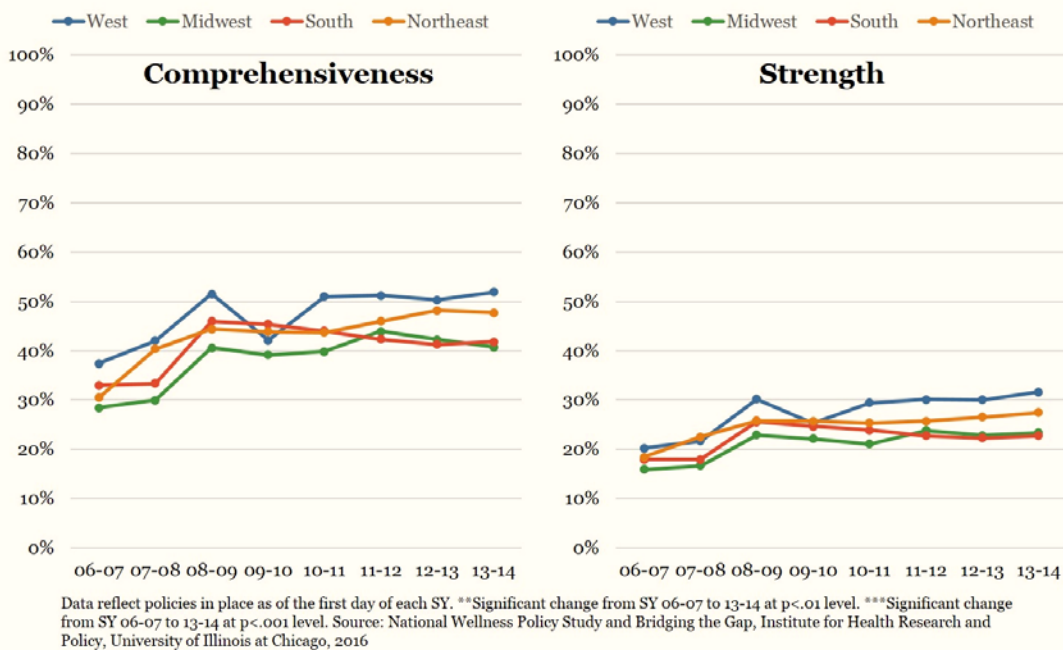 West Midwest South Northeast
Comprehensiveness
100%
90%
80%
70%
60%
50%
40%
30%
20%
10%
0%
06-07 07-08 08-09 09-10 10-11 11-12 12-13 13-14
West Midwest South Northeast
Strength
100%
90%
80%
70%
60%
50%
40%
30%
20%
10%
0%
06-07 07-08 08-09 09-10 10-11 11-12 12-13 13-14
Data reflect policies in place as of the first day of each SY. **Significant change from SY 06-07 to 13-14 at p<.01 level. ***Significant change
from SY 06-07 to 13-14 at p<.001 level. Source: National Wellness Policy Study and Bridging the Gap, Institute for Health Research and
Policy, University of Illinois at Chicago, 2016